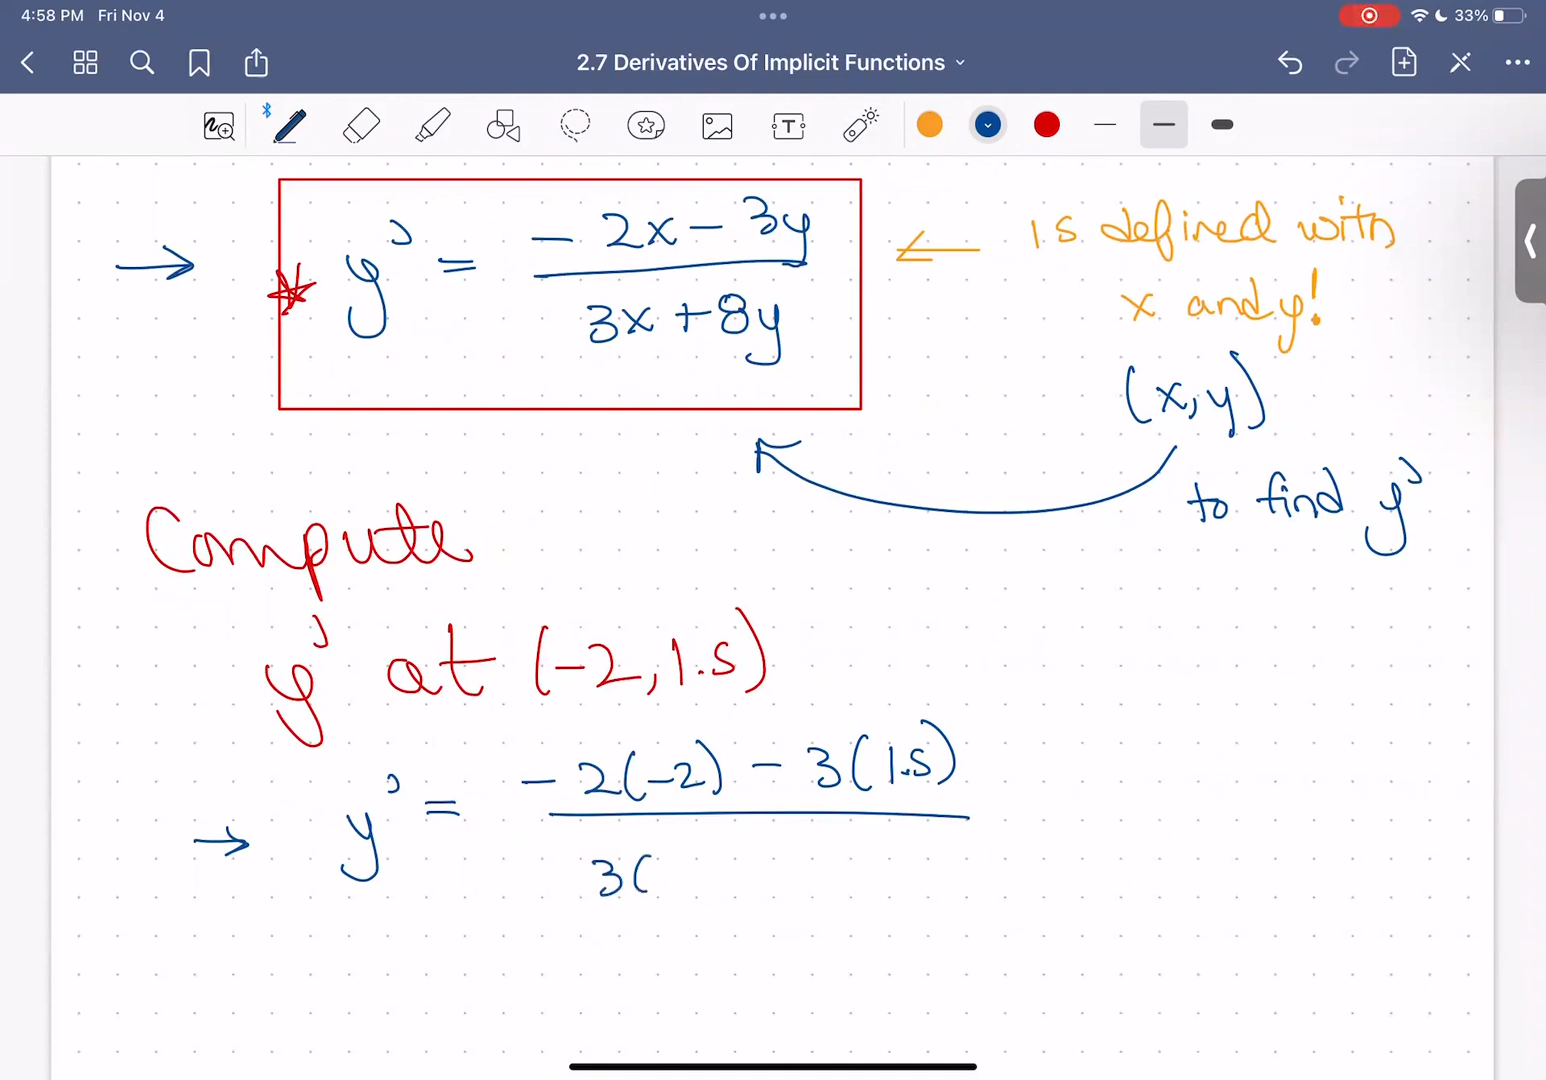 4:58 PM Fri Nov 4
33%
2.7 Derivatives Of Implicit Functions
→ * y' = (-2x - 3y)/(3x + 8y) ← is defined with
x and y!
(x,y)
to find y'
Compute
y' at (-2, 1.5)
→ y' = -2(-2) - 3(1.5)
3(